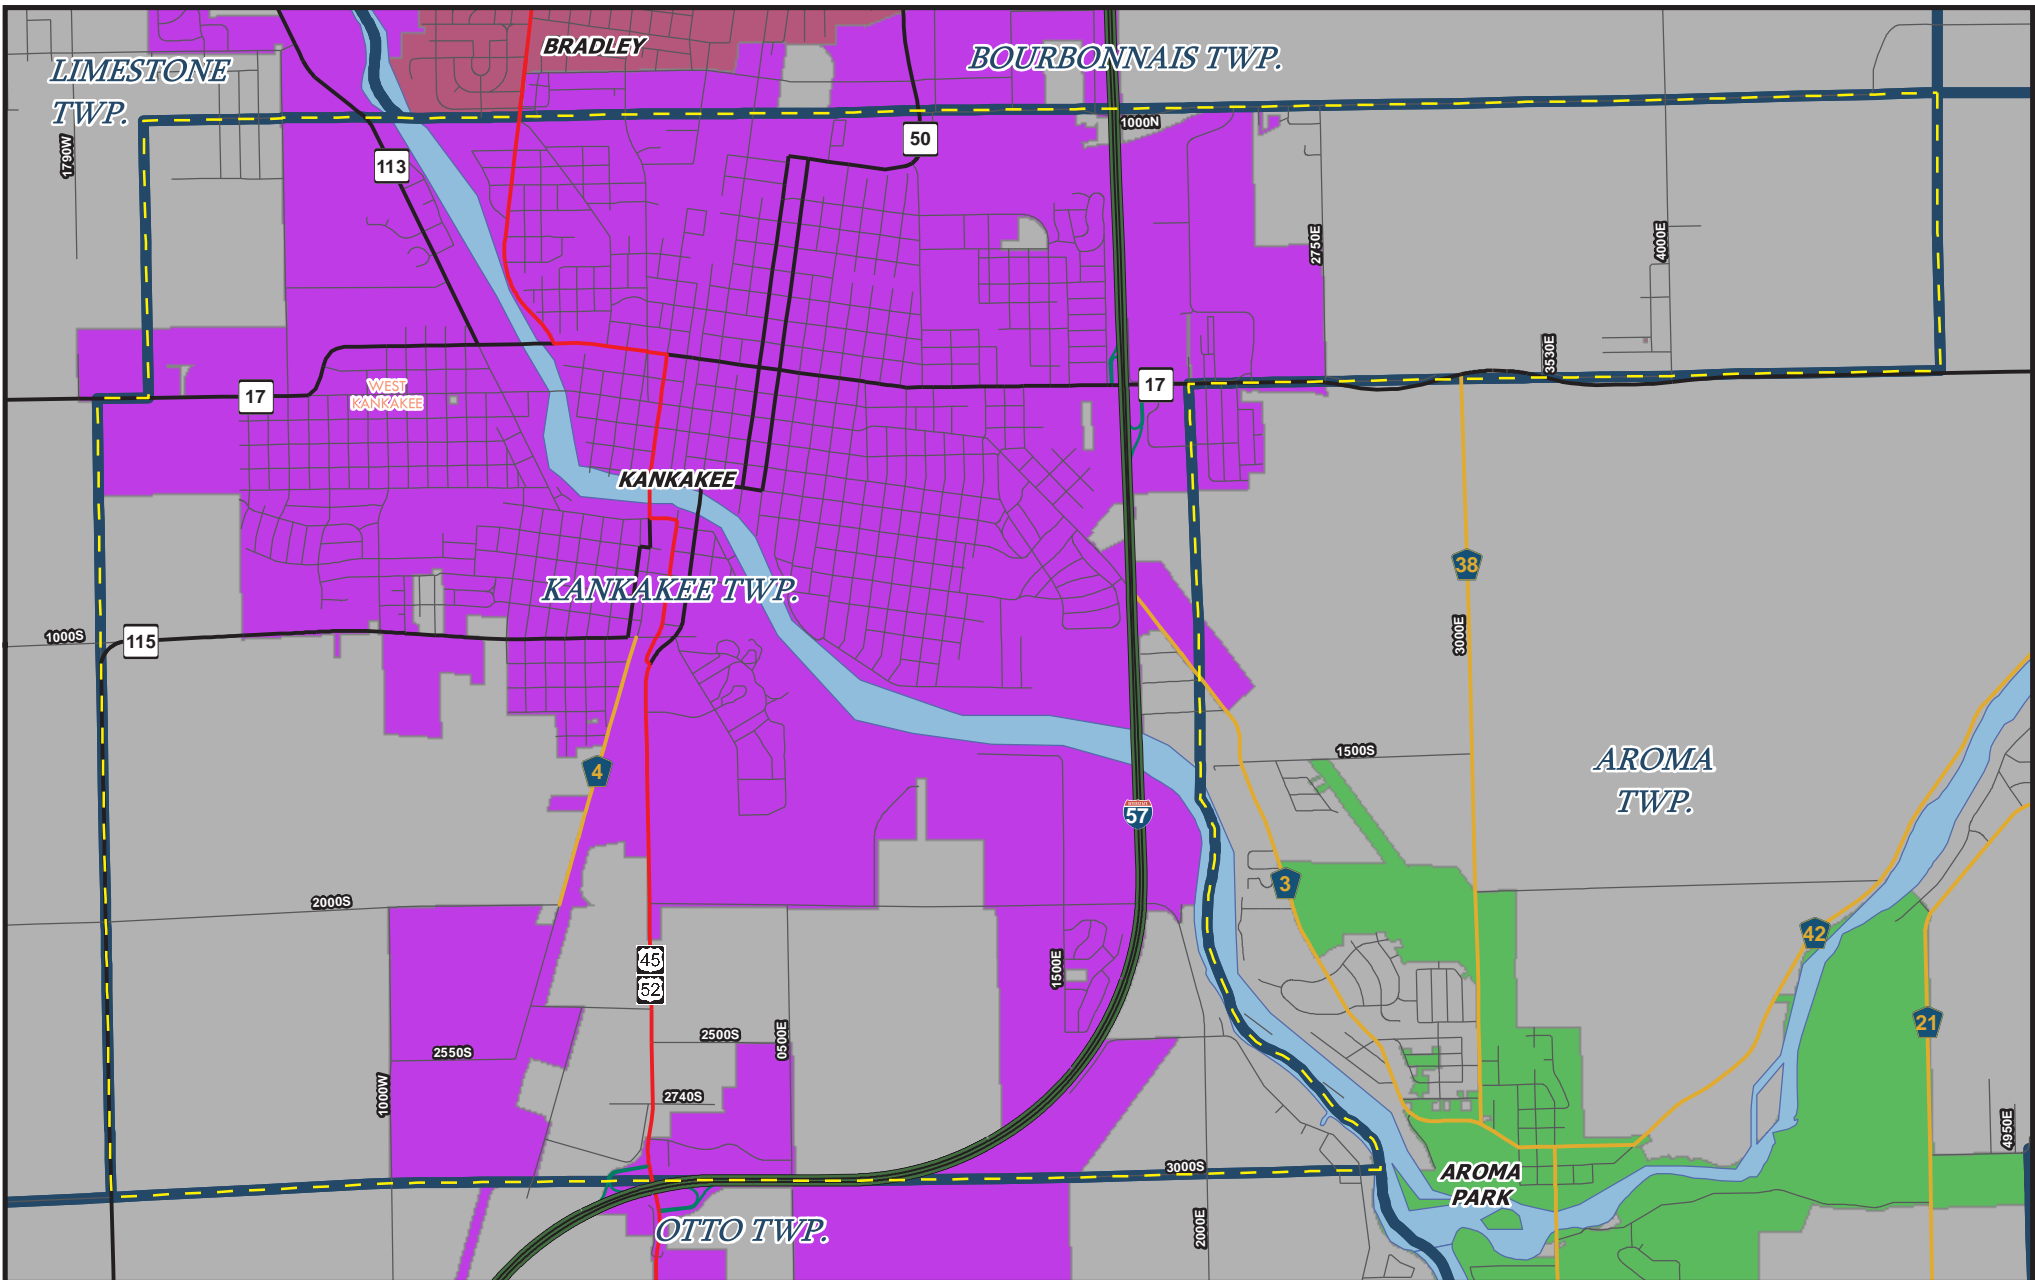 BRADLEY
BOURBONNAIS TWP.
LIMESTONE
TWP.
1000N
50
1790W
113
2750E
4000E
3530E
17
17
WEST
KANKAKEE
KANKAKEE
38
KANKAKEE TWP.
1000S
115
3000E
1500S
AROMA
TWP.
4
57
3
2000S
42
45
52
1500E
21
2500S
0500E
2550S
2740S
1000W
4950E
3000S
AROMA
PARK
2000E
OTTO TWP.